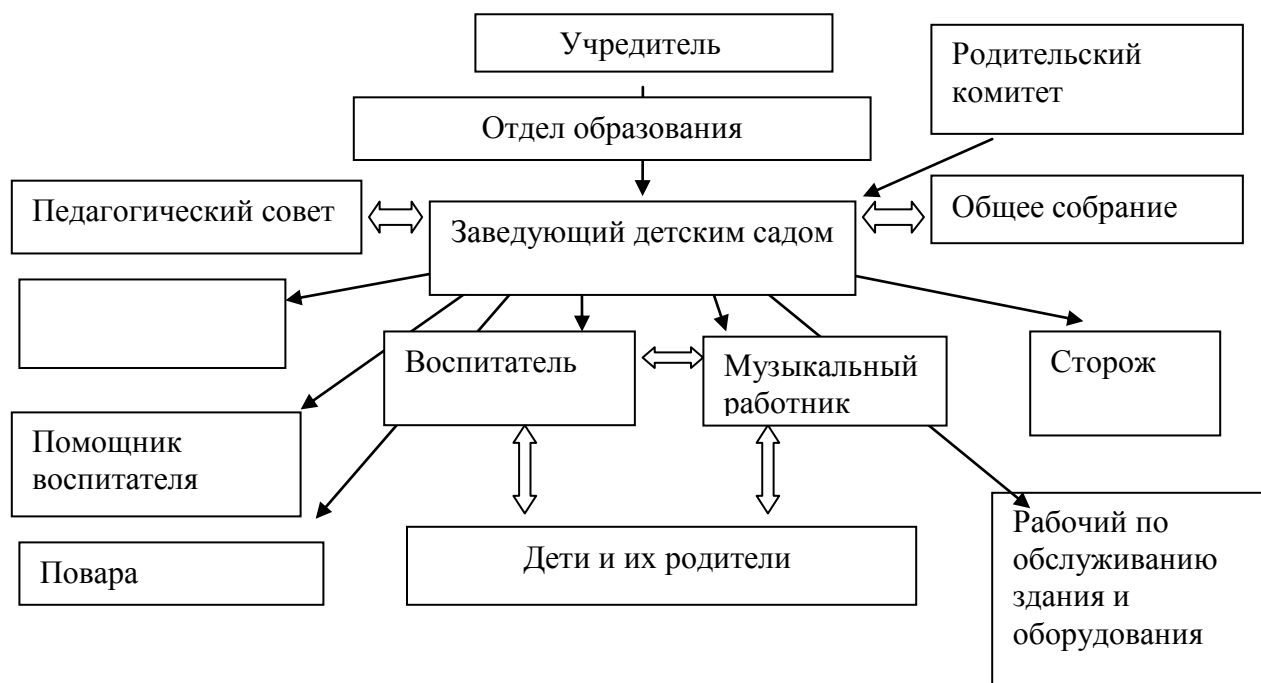 Учредитель
Родительский
комитет
Отдел образования
Педагогический совет
Общее собрание
Заведующий детским садом
Воспитатель
Музыкальный
работник
Сторож
Помощник
воспитателя
Рабочий по
обслуживанию
здания и
оборудования
Дети и их родители
Повара